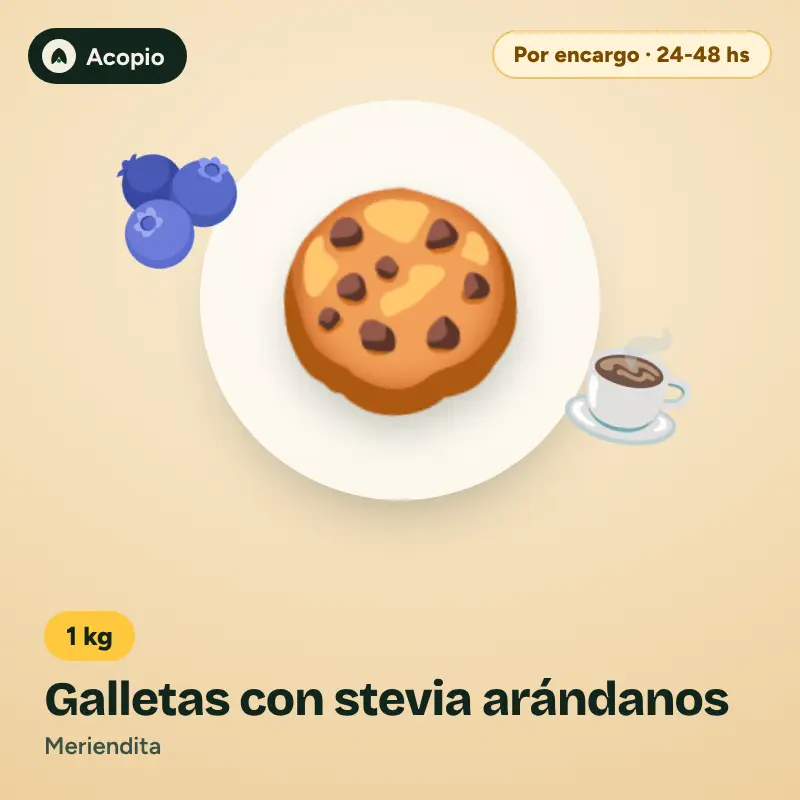 Acopio
Por encargo · 24-48 hs
1 kg
Galletas con stevia arándanos
Meriendita